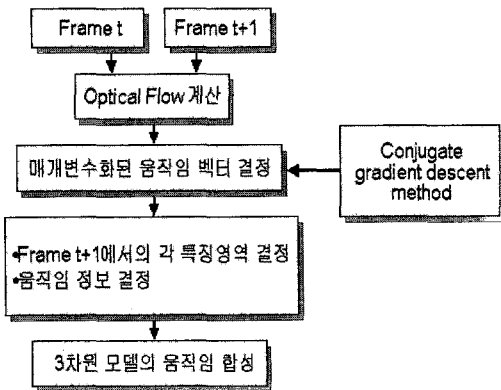 Frame t
Frame t+1
Optical Flow 계산
매개변수화된 움직임 벡터 결정
Conjugate
gradient descent
method
•Frame t+1에서의 각 특징영역 결정
•움직임 정보 결정
3차원 모델의 움직임 합성